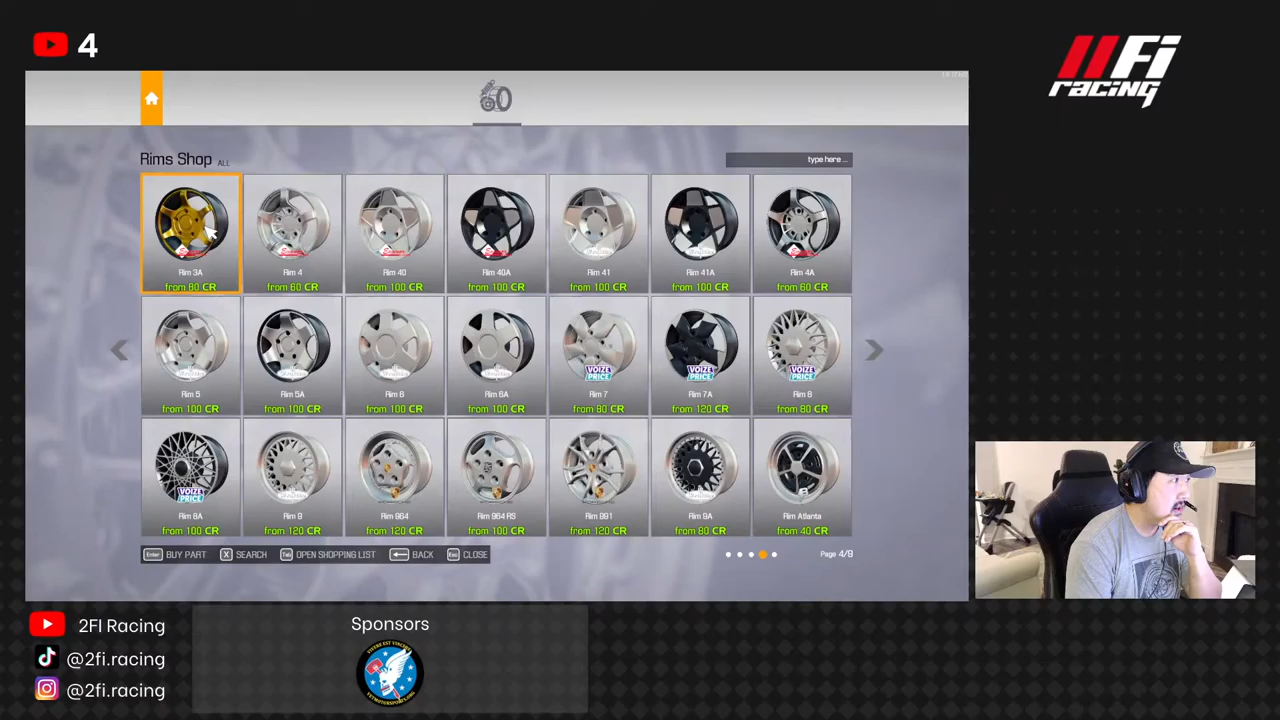 4
//Fi
racing
Rims Shop ALL
type here ...
Rim 3A
from 80 CR
Rim 4
from 60 CR
Rim 40
from 100 CR
Rim 40A
from 100 CR
Rim 41
from 100 CR
Rim 41A
from 100 CR
Rim 4A
from 60 CR
Rim 5
from 100 CR
Rim 5A
from 100 CR
Rim 6
from 100 CR
Rim 6A
from 100 CR
VOIZE
PRICE
Rim 7
from 80 CR
VOIZE
PRICE
Rim 7A
from 120 CR
VOIZE
PRICE
Rim 8
from 80 CR
VOIZE
PRICE
Rim 8A
from 100 CR
Rim 9
from 120 CR
Rim 964
from 120 CR
Rim 964 RS
from 100 CR
Rim 991
from 120 CR
Rim 9A
from 80 CR
Rim Atlanta
from 40 CR
Enter BUY PART X SEARCH Tab OPEN SHOPPING LIST BACK Esc CLOSE
Page 4/9
2FI Racing
@2fi.racing
@2fi.racing
Sponsors